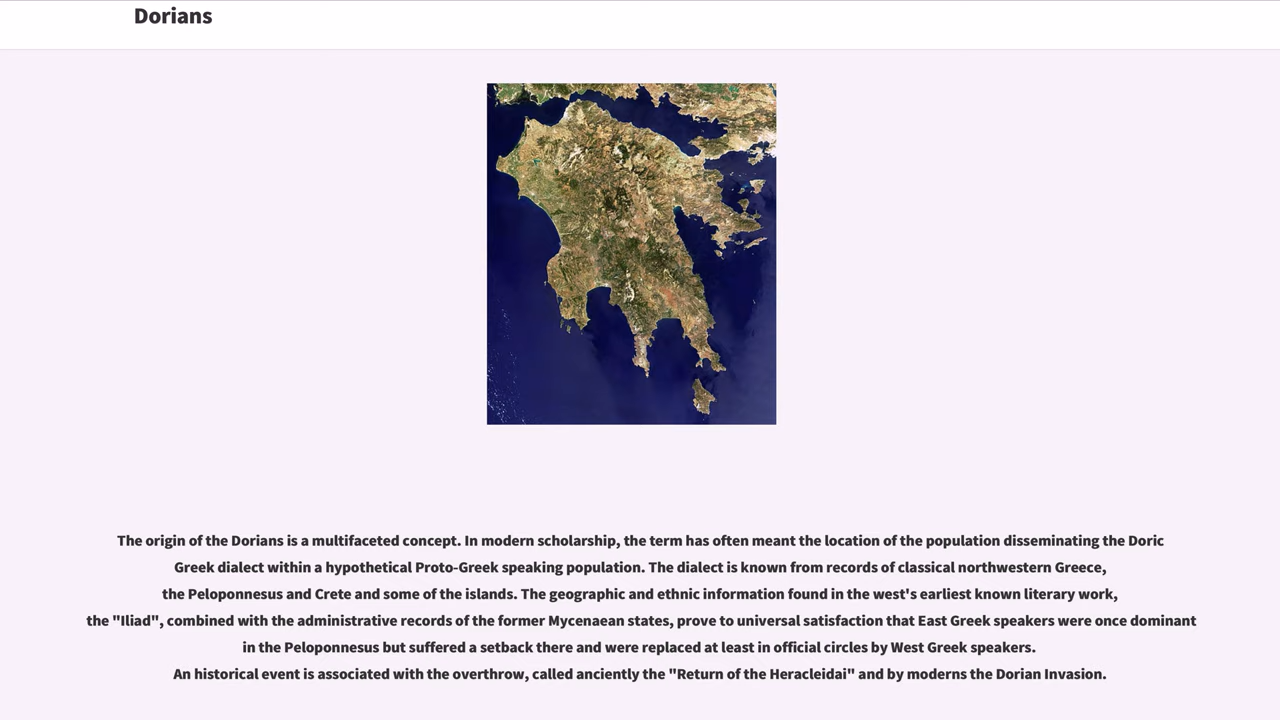 Dorians
The origin of the Dorians is a multifaceted concept. In modern scholarship, the term has often meant the location of the population disseminating the Doric
Greek dialect within a hypothetical Proto-Greek speaking population. The dialect is known from records of classical northwestern Greece,
the Peloponnesus and Crete and some of the islands. The geographic and ethnic information found in the west's earliest known literary work,
the "Iliad", combined with the administrative records of the former Mycenaean states, prove to universal satisfaction that East Greek speakers were once dominant
in the Peloponnesus but suffered a setback there and were replaced at least in official circles by West Greek speakers.
An historical event is associated with the overthrow, called anciently the "Return of the Heracleidai" and by moderns the Dorian Invasion.